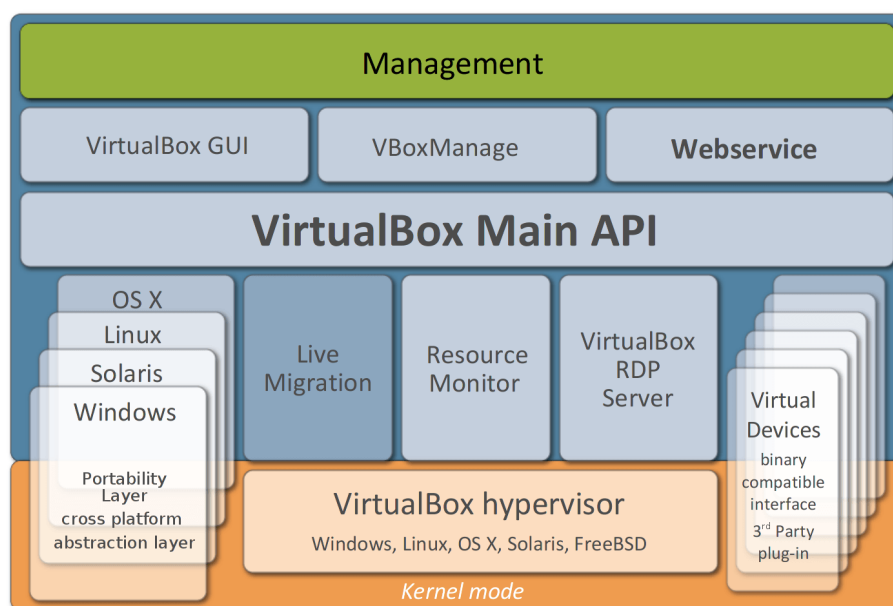 Management
VirtualBox GUI
VBoxManage
Webservice
VirtualBox Main API
OS X
Linux
Solaris
Windows
Portability
Layer
cross platform
abstraction layer
Live
Migration
Resource
Monitor
VirtualBox
RDP
Server
Virtual
Devices
binary
compatible
interface
3rd Party
plug-in
VirtualBox hypervisor
Windows, Linux, OS X, Solaris, FreeBSD
Kernel mode